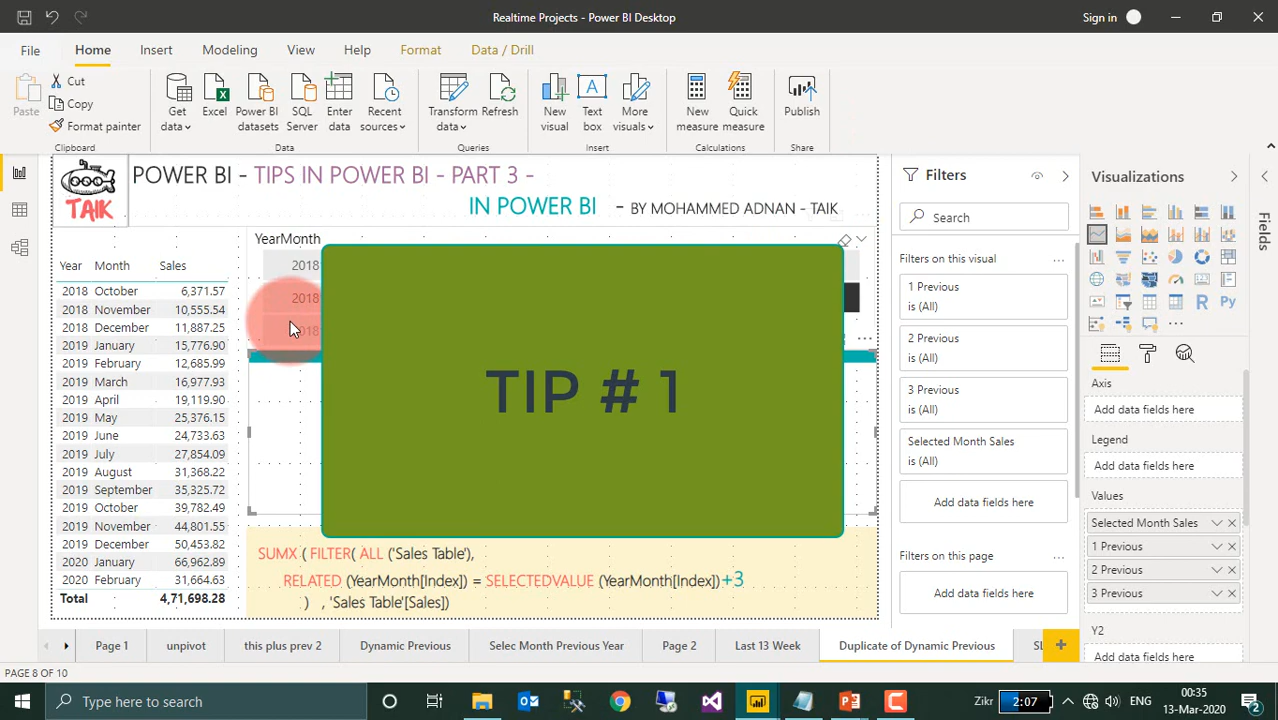 Realtime Projects - Power BI Desktop
Sign in
File Home Insert Modeling View Help Format Data / Drill
Paste
Cut
Copy
Format painter
Clipboard
Get data
Excel
Power BI datasets
SQL Server
Enter data
Recent sources
Data
Transform data
Refresh
Queries
New visual
Text box
More visuals
Insert
New measure
Quick measure
Calculations
Publish
Share
TAIK
POWER BI - TIPS IN POWER BI - PART 3 -
IN POWER BI - BY MOHAMMED ADNAN - TAIK
Year Month Sales
2018 October 6,371.57
2018 November 10,555.54
2018 December 11,887.25
2019 January 15,776.90
2019 February 12,685.99
2019 March 16,977.93
2019 April 19,119.90
2019 May 25,376.15
2019 June 24,733.63
2019 July 27,854.09
2019 August 31,368.22
2019 September 35,325.72
2019 October 39,782.49
2019 November 44,801.55
2019 December 50,453.82
2020 January 66,962.89
2020 February 31,664.63
Total 4,71,698.28
YearMonth
2018
2018
2018
TIP # 1
SUMX ( FILTER( ALL ('Sales Table'),
RELATED (YearMonth[Index]) = SELECTEDVALUE (YearMonth[Index])+3
) , 'Sales Table'[Sales])
Filters
Search
Filters on this visual
1 Previous
is (All)
2 Previous
is (All)
3 Previous
is (All)
Selected Month Sales
is (All)
Add data fields here
Filters on this page
Add data fields here
Visualizations
Axis
Add data fields here
Legend
Add data fields here
Values
Selected Month Sales
1 Previous
2 Previous
3 Previous
Y2
Add data fields here
Fields
Page 1 unpivot this plus prev 2 Dynamic Previous Selec Month Previous Year Page 2 Last 13 Week Duplicate of Dynamic Previous
PAGE 8 OF 10
Type here to search
Zikr 2:07
ENG
00:35
13-Mar-2020
2